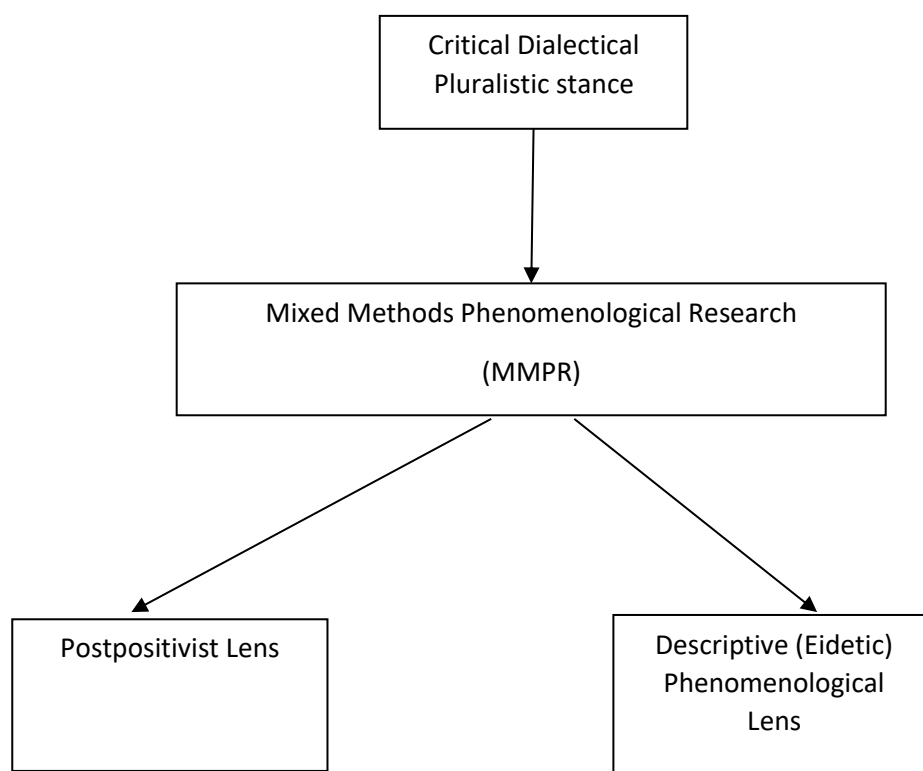 Critical Dialectical
Pluralistic stance
Mixed Methods Phenomenological Research
(MMPR)
Postpositivist Lens
Descriptive (Eidetic)
Phenomenological
Lens